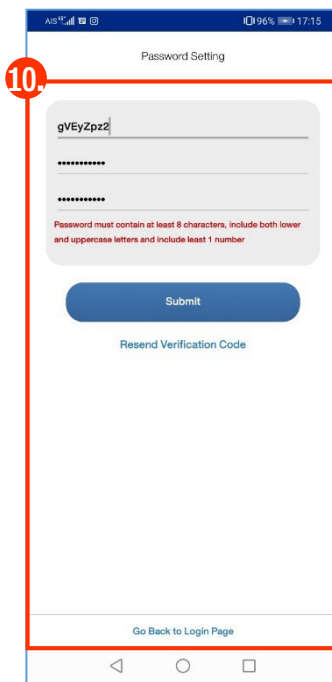 AIS 96% 17:15
Password Setting
10.
gVEyZpz2
•••••••••••
•••••••••••
Password must contain at least 8 characters, include both lower
and uppercase letters and include least 1 number
Submit
Resend Verification Code
Go Back to Login Page